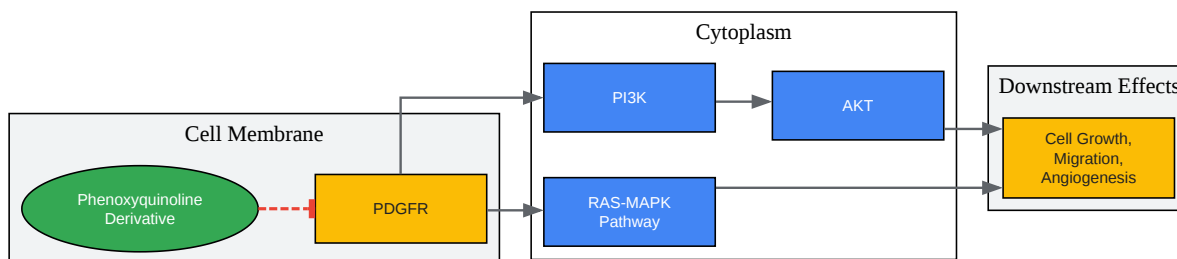 Cell Membrane
Phenoxyquinoline
Derivative
PDGFR
Cytoplasm
PI3K
AKT
RAS-MAPK
Pathway
Downstream Effects
Cell Growth,
Migration,
Angiogenesis